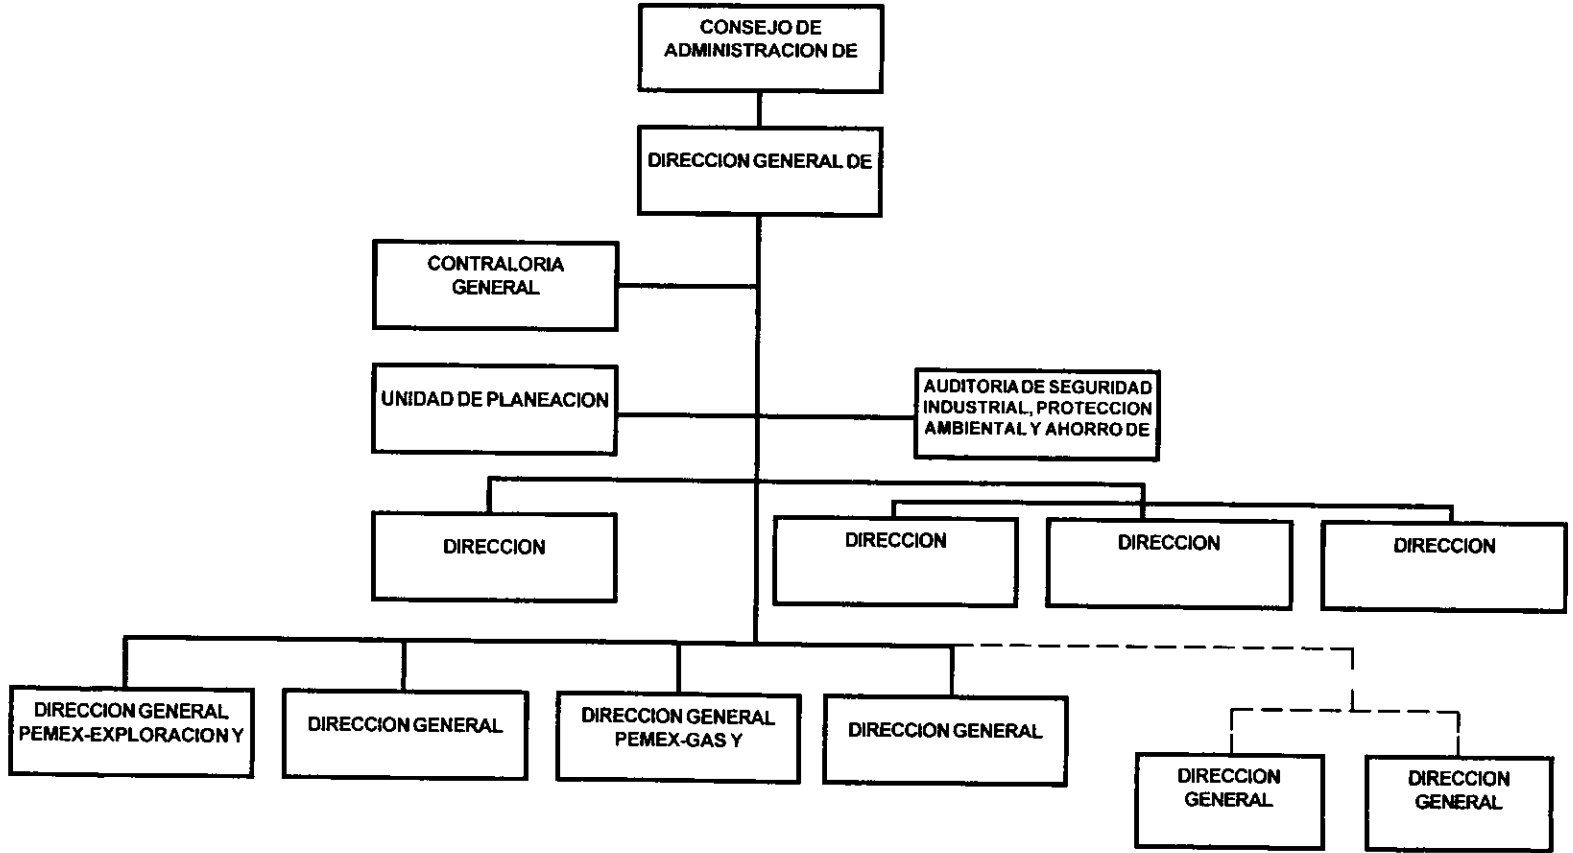 CONSEJO DE
ADMINISTRACION DE
DIRECCION GENERAL DE
CONTRALORIA
GENERAL
UNIDAD DE PLANEACION
AUDITORIA DE SEGURIDAD
INDUSTRIAL, PROTECCION
AMBIENTAL Y AHORRO DE
DIRECCION
DIRECCION
DIRECCION
DIRECCION
DIRECCION GENERAL
PEMEX-EXPLORACION Y
DIRECCION GENERAL
DIRECCION GENERAL
PEMEX-GAS Y
DIRECCION GENERAL
DIRECCION
GENERAL
DIRECCION
GENERAL